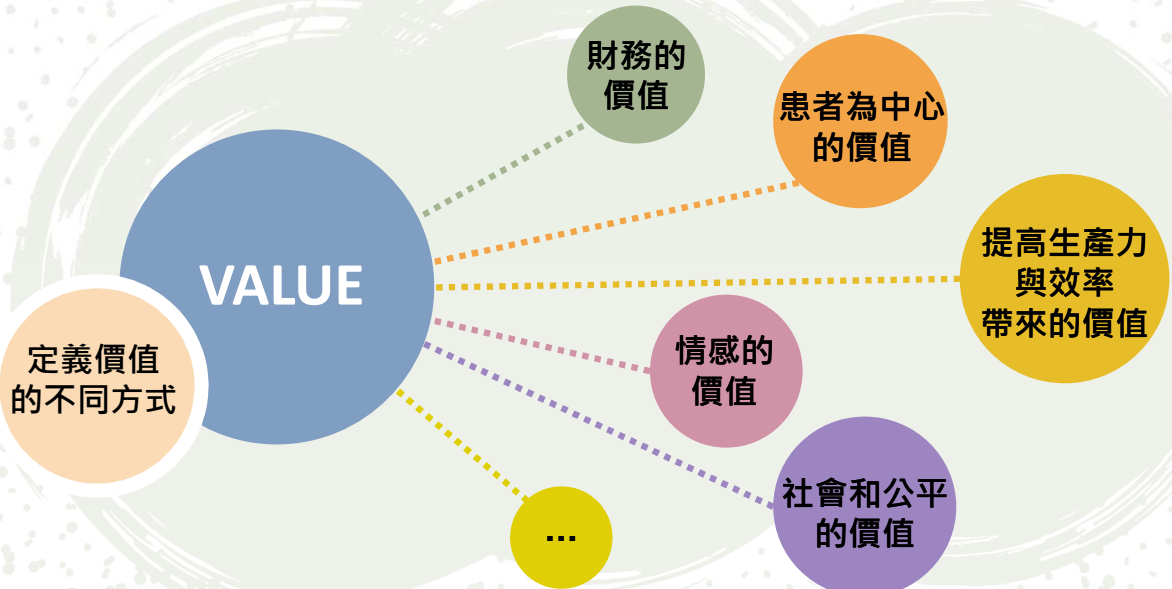 財務的
價值
患者為中心
的價值
提高生產力
與效率
帶來的價值
VALUE
定義價值
的不同方式
情感的
價值
社會和公平
的價值
...